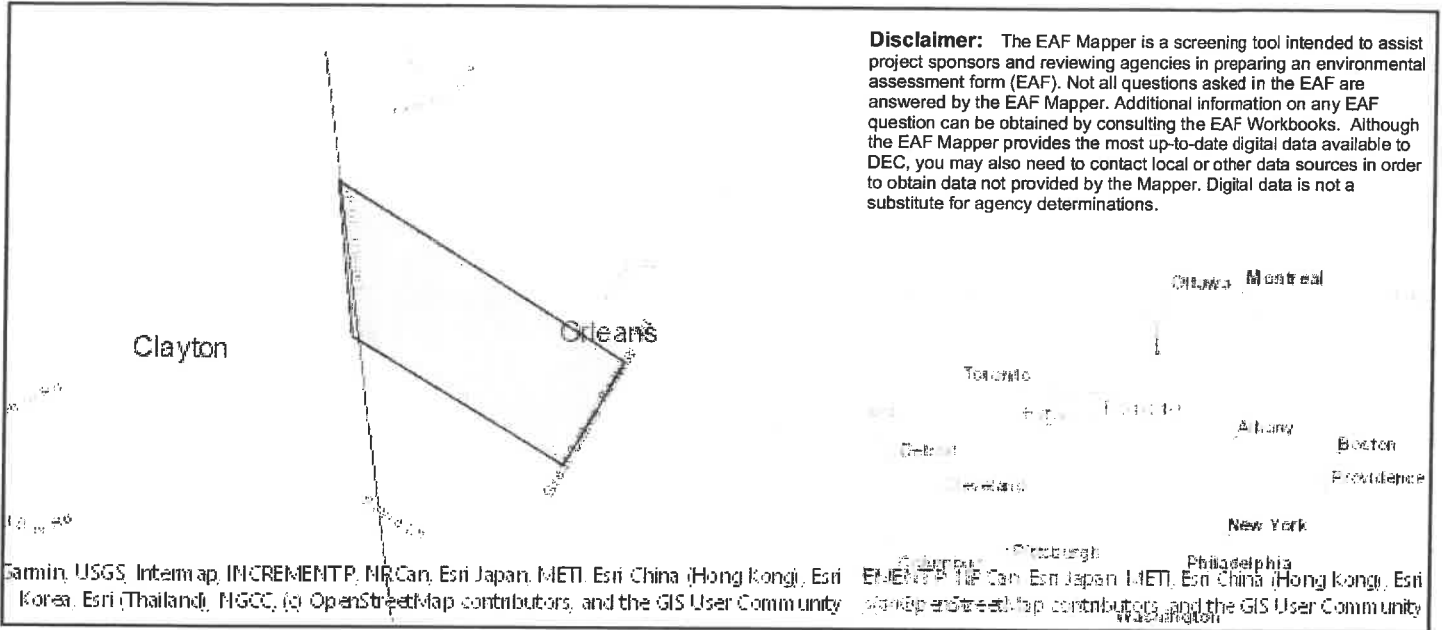 Disclaimer: The EAF Mapper is a screening tool intended to assist
project sponsors and reviewing agencies in preparing an environmental
assessment form (EAF). Not all questions asked in the EAF are
answered by the EAF Mapper. Additional information on any EAF
question can be obtained by consulting the EAF Workbooks. Although
the EAF Mapper provides the most up-to-date digital data available to
DEC, you may also need to contact local or other data sources in order
to obtain data not provided by the Mapper. Digital data is not a
substitute for agency determinations.
Clayton
Orleans
Garmin, USGS, Intermap, INCREMENT P, NRCan, Esri Japan, METI, Esri China (Hong Kong), Esri
Korea, Esri (Thailand), NGCC, (c) OpenStreetMap contributors, and the GIS User Community
Ottawa
Montreal
Toronto
Albany
Boston
Detroit
Providence
Cleveland
New York
Pittsburgh
Philadelphia
EMENT P, NRCan, Esri Japan, METI, Esri China (Hong Kong), Esri
OpenStreetMap contributors, and the GIS User Community
Washington